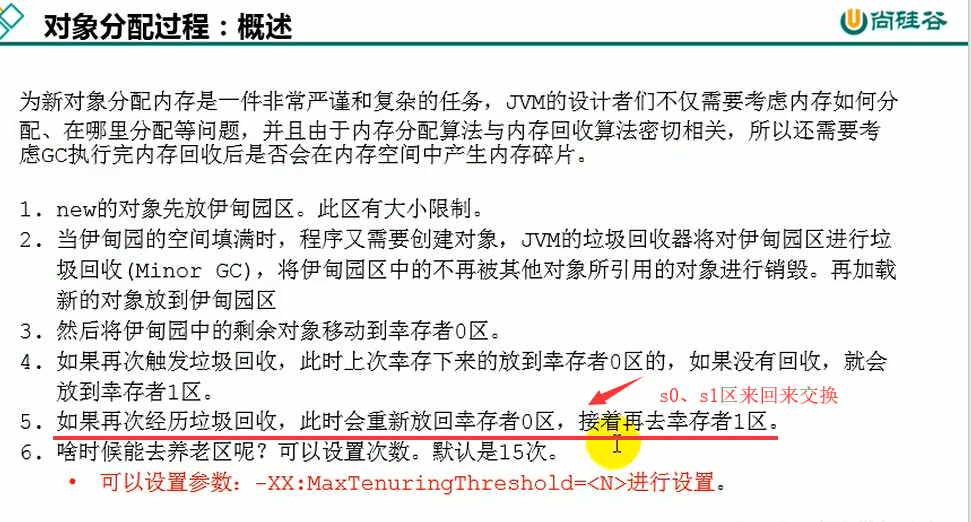 对象分配过程：概述
尚硅谷
为新对象分配内存是一件非常严谨和复杂的任务，JVM的设计者们不仅需要考虑内存如何分
配、在哪里分配等问题，并且由于内存分配算法与内存回收算法密切相关，所以还需要考
虑GC执行完内存回收后是否会在内存空间中产生内存碎片。
1. new的对象先放伊甸园区。此区有大小限制。
2. 当伊甸园的空间填满时，程序又需要创建对象，JVM的垃圾回收器将对伊甸园区进行垃
圾回收(Minor GC)，将伊甸园区中的不再被其他对象所引用的对象进行销毁。再加载
新的对象放到伊甸园区
3. 然后将伊甸园中的剩余对象移动到幸存者0区。
4. 如果再次触发垃圾回收，此时上次幸存下来的放到幸存者0区的，如果没有回收，就会
放到幸存者1区。
s0、s1区来回来交换
5. 如果再次经历垃圾回收，此时会重新放回幸存者0区，接着再去幸存者1区。
6. 啥时候能去养老区呢？可以设置次数。默认是15次。
• 可以设置参数：-XX:MaxTenuringThreshold=<N>进行设置。